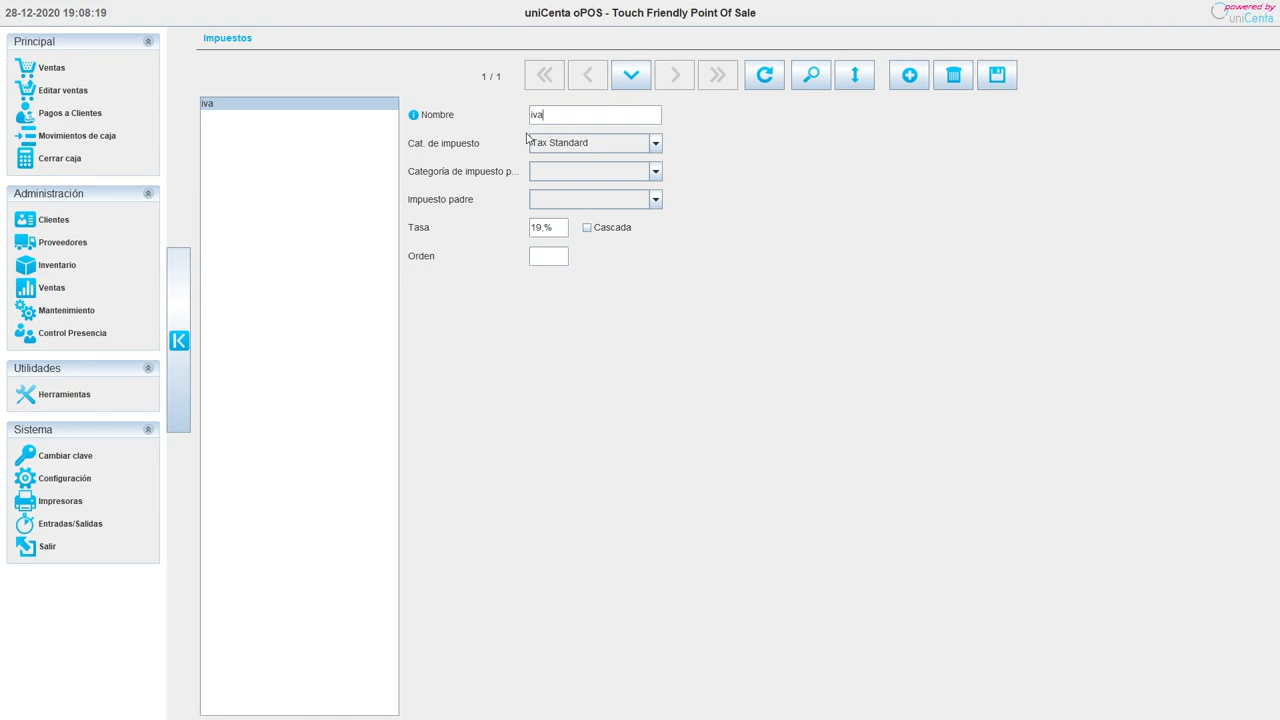 28-12-2020 19:08:19
uniCenta oPOS - Touch Friendly Point Of Sale
powered by
uniCenta
Principal
Ventas
Editar ventas
Pagos a Clientes
Movimientos de caja
Cerrar caja
Administración
Clientes
Proveedores
Inventario
Ventas
Mantenimiento
Control Presencia
Utilidades
Herramientas
Sistema
Cambiar clave
Configuración
Impresoras
Entradas/Salidas
Salir
Impuestos
1 / 1
iva
Nombre iva
Cat. de impuesto Tax Standard
Categoría de impuesto p...
Impuesto padre
Tasa 19,% Cascada
Orden